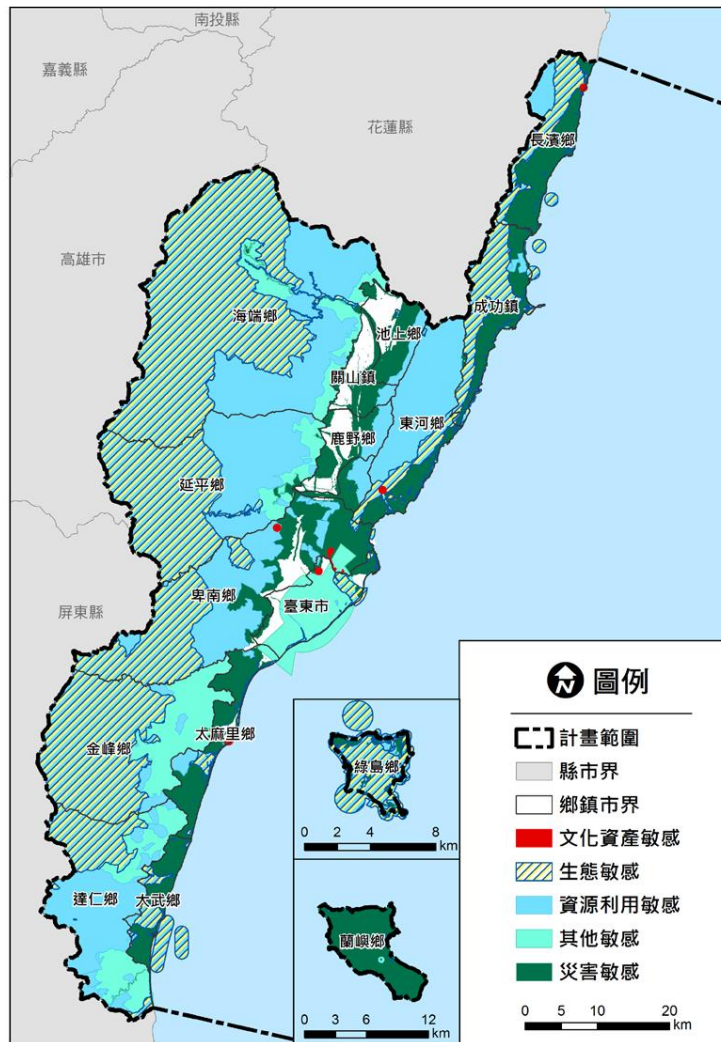 南投縣
嘉義縣
花蓮縣
長濱鄉
高雄市
海端鄉
成功鎮
池上鄉
關山鎮
東河鄉
鹿野鄉
延平鄉
卑南鄉
臺東市
屏東縣
太麻里鄉
金峰鄉
達仁鄉
大武鄉
綠島鄉
0 2 4 8
km
蘭嶼鄉
0 3 6 12
km
N 圖例
計畫範圍
縣市界
鄉鎮市界
文化資產敏感
生態敏感
資源利用敏感
其他敏感
災害敏感
0 5 10 20
km